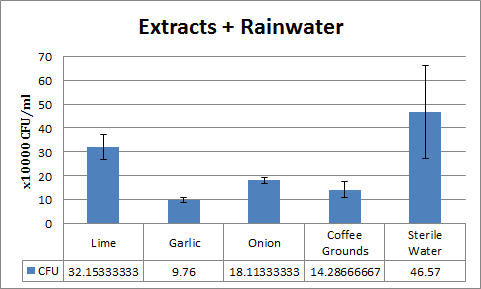 Extracts + Rainwater
x10000 CFU/ml
70
60
50
40
30
20
10
0
Lime Garlic Onion Coffee Grounds Sterile Water
CFU 32.15333333 9.76 18.11333333 14.28666667 46.57